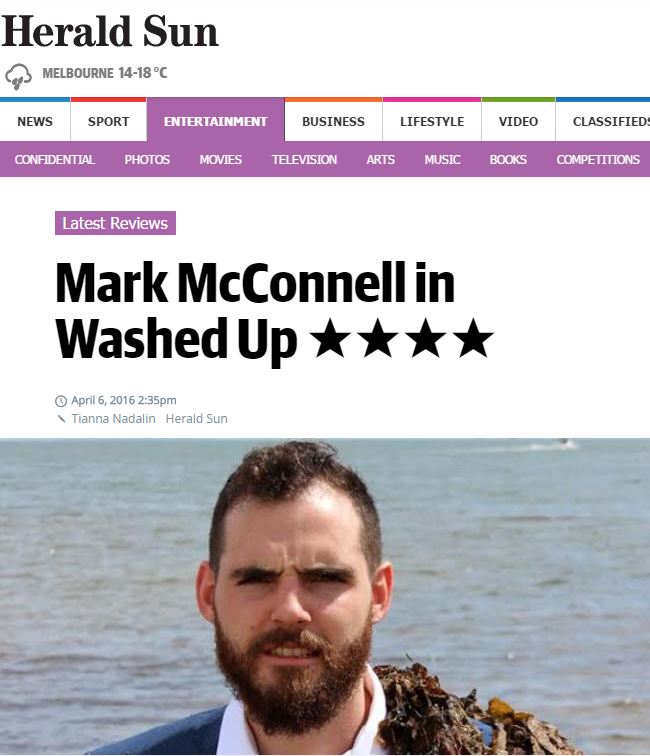 Herald Sun
MELBOURNE 14-18 °C
NEWS SPORT ENTERTAINMENT BUSINESS LIFESTYLE VIDEO CLASSIFIEDS
CONFIDENTIAL PHOTOS MOVIES TELEVISION ARTS MUSIC BOOKS COMPETITIONS
Latest Reviews
Mark McConnell in
Washed Up ★★★★
April 6, 2016 2:35pm
Tianna Nadalin Herald Sun